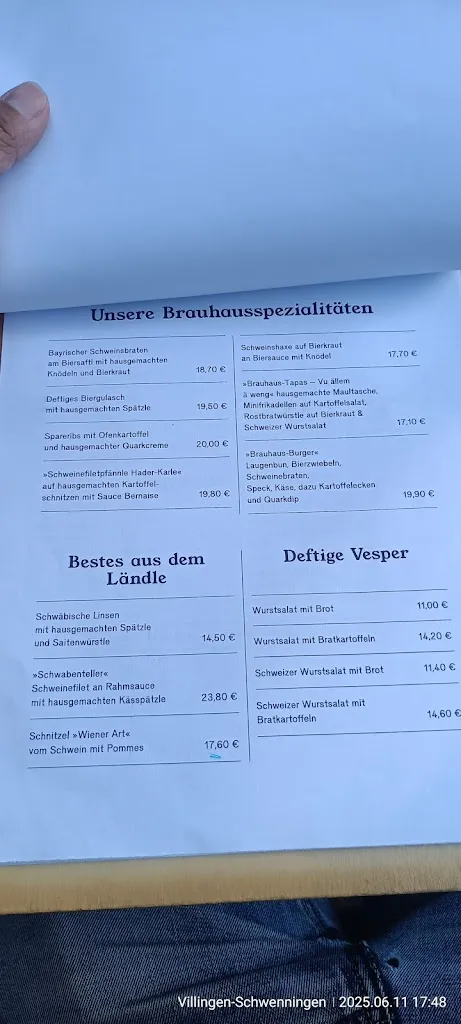 Unsere Brauhausspezialitäten
Bayrischer Schweinsbraten
am Biersaftl mit hausgemachten
Knödeln und Bierkraut 18,70 €
Deftiges Biergulasch
mit hausgemachten Spätzle 19,50 €
Spareribs mit Ofenkartoffel
und hausgemachter Quarkcreme 20,00 €
»Schweinefiletpfännle Hader-Karle«
auf hausgemachten Kartoffel-
schnitzen mit Sauce Bernaise 19,80 €
Schweinshaxe auf Bierkraut
an Biersauce mit Knödel 17,70 €
»Brauhaus-Tapas – Vu allem
ä weng« hausgemachte Maultasche,
Minifrikadellen auf Kartoffelsalat,
Rostbratwürstle auf Bierkraut &
Schweizer Wurstsalat 17,10 €
»Brauhaus-Burger«
Laugenbun, Bierzwiebeln,
Schweinebraten,
Speck, Käse, dazu Kartoffelecken
und Quarkdip 19,90 €
Bestes aus dem
Ländle
Schwäbische Linsen
mit hausgemachten Spätzle
und Saitenwürstle 14,50 €
»Schwabenteller«
Schweinefilet an Rahmsauce
mit hausgemachten Kässpätzle 23,80 €
Schnitzel »Wiener Art«
vom Schwein mit Pommes 17,60 €
Deftige Vesper
Wurstsalat mit Brot 11,00 €
Wurstsalat mit Bratkartoffeln 14,20 €
Schweizer Wurstsalat mit Brot 11,40 €
Schweizer Wurstsalat mit
Bratkartoffeln 14,60 €
Villingen-Schwenningen | 2025.06.11 17:48